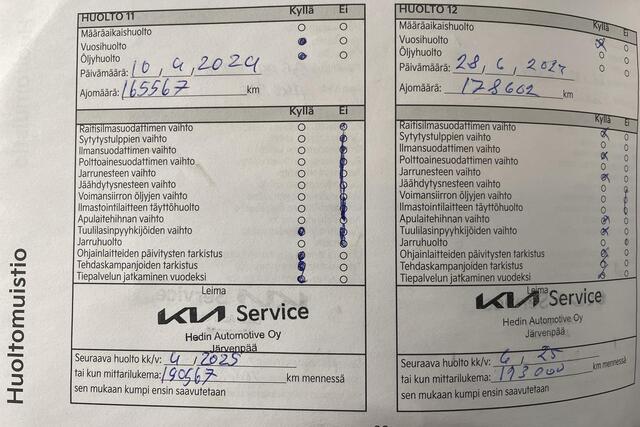 Huoltomuistio
HUOLTO 11 Kyllä Ei
Määräaikaishuolto
Vuosihuolto
Öljyhuolto
Päivämäärä: 10, 4, 2024
Ajomäärä: 165567 km
Raitisilmasuodattimen vaihto
Sytytystulppien vaihto
Ilmansuodattimen vaihto
Polttoainesuodattimen vaihto
Jarrunesteen vaihto
Jäähdytysnesteen vaihto
Voimansiirron öljyjen vaihto
Ilmastointilaitteen täyttöhuolto
Apulaitehihnan vaihto
Tuulilasinpyyhkijöiden vaihto
Jarruhuolto
Ohjainlaitteiden päivitysten tarkistus
Tehdaskampanjoiden tarkistus
Tiepalvelun jatkaminen vuodeksi
Leima
KIA Service
Hedin Automotive Oy
Järvenpää
Seuraava huolto kk/v: 4, 2025
tai kun mittarilukema: 190567 km mennessä
sen mukaan kumpi ensin saavutetaan
HUOLTO 12 Kyllä Ei
Määräaikaishuolto
Vuosihuolto
Öljyhuolto
Päivämäärä: 28, 6, 2024
Ajomäärä: 178602 km
Raitisilmasuodattimen vaihto
Sytytystulppien vaihto
Ilmansuodattimen vaihto
Polttoainesuodattimen vaihto
Jarrunesteen vaihto
Jäähdytysnesteen vaihto
Voimansiirron öljyjen vaihto
Ilmastointilaitteen täyttöhuolto
Apulaitehihnan vaihto
Tuulilasinpyyhkijöiden vaihto
Jarruhuolto
Ohjainlaitteiden päivitysten tarkistus
Tehdaskampanjoiden tarkistus
Tiepalvelun jatkaminen vuodeksi
Leima
KIA Service
Hedin Automotive Oy
Järvenpää
Seuraava huolto kk/v: 6, 25
tai kun mittarilukema: 193000 km mennessä
sen mukaan kumpi ensin saavutetaan